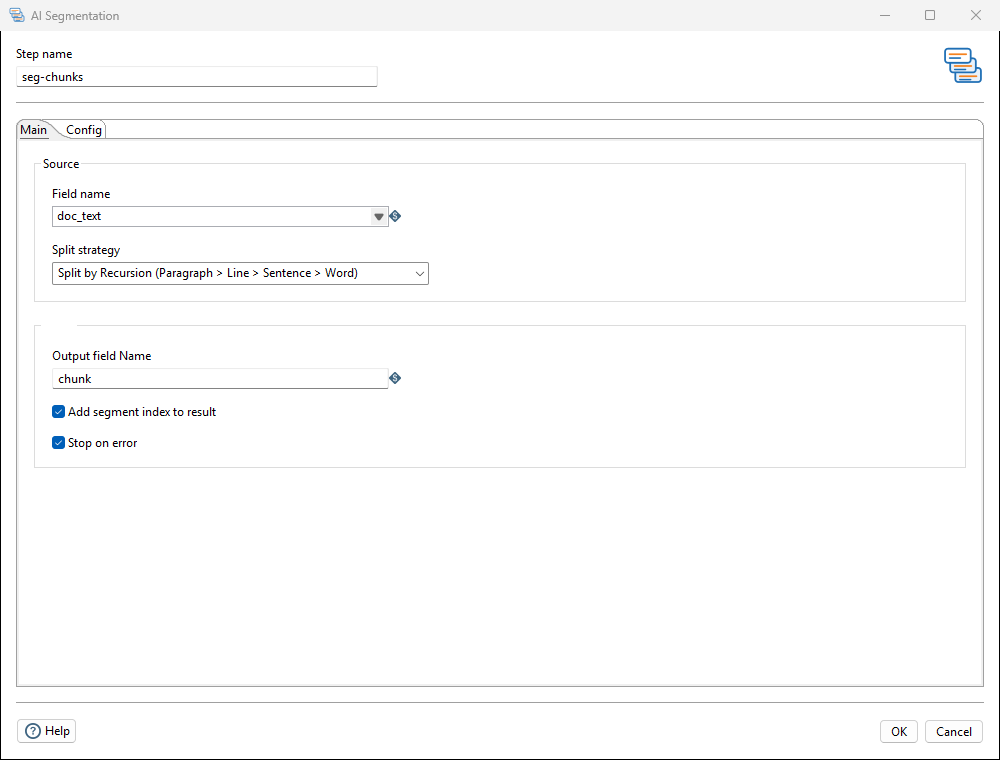 AI Segmentation
Step name
seg-chunks
Main
Config
Source
Field name
doc_text
Split strategy
Split by Recursion (Paragraph > Line > Sentence > Word)
Output field Name
chunk
Add segment index to result
Stop on error
Help
OK
Cancel